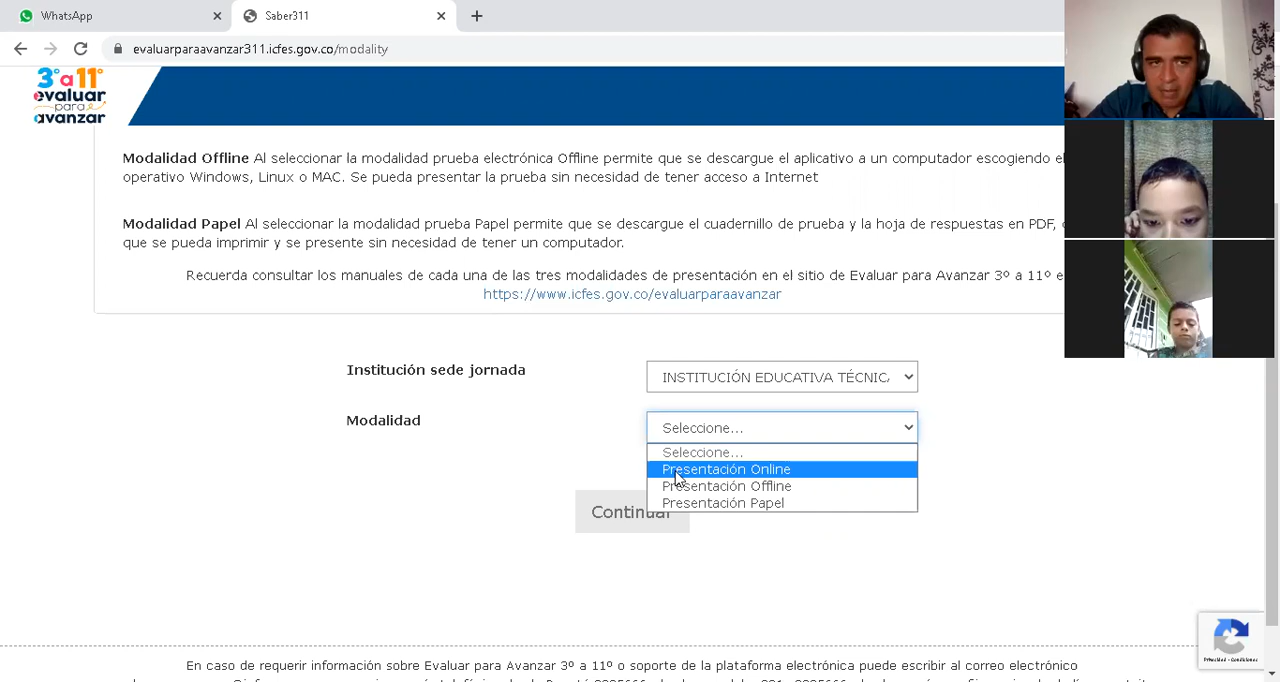 WhatsApp
Saber311
evaluarparaavanzar311.icfes.gov.co/modality
3° a 11°
evaluar
para
avanzar
Modalidad Offline Al seleccionar la modalidad prueba electrónica Offline permite que se descargue el aplicativo a un computador escogiendo el
operativo Windows, Linux o MAC. Se pueda presentar la prueba sin necesidad de tener acceso a Internet
Modalidad Papel Al seleccionar la modalidad prueba Papel permite que se descargue el cuadernillo de prueba y la hoja de respuestas en PDF,
que se pueda imprimir y se presente sin necesidad de tener un computador.
Recuerda consultar los manuales de cada una de las tres modalidades de presentación en el sitio de Evaluar para Avanzar 3º a 11º e
https://www.icfes.gov.co/evaluarparaavanzar
Institución sede jornada
INSTITUCIÓN EDUCATIVA TÉCNIC
Modalidad
Seleccione...
Seleccione...
Presentación Online
Presentación Offline
Presentación Papel
Continuar
Privacidad - Condiciones
En caso de requerir información sobre Evaluar para Avanzar 3º a 11º o soporte de la plataforma electrónica puede escribir al correo electrónico